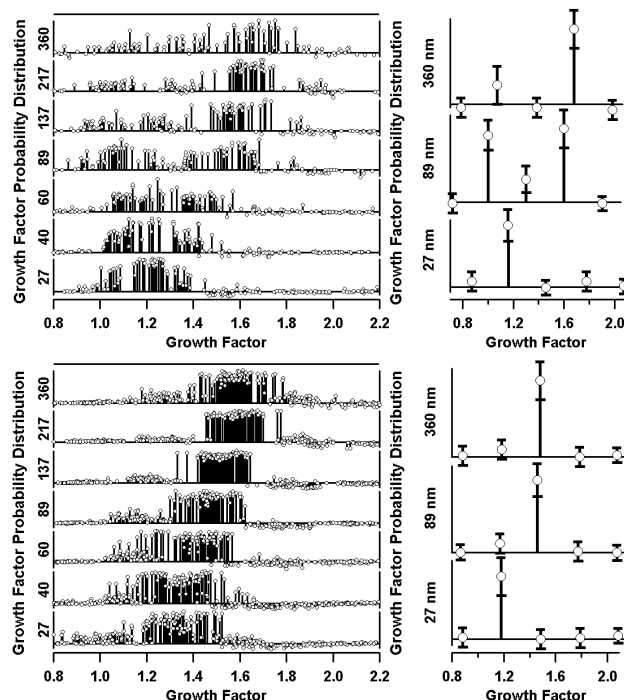 Growth Factor Probability Distribution
360
217
137
89
60
40
27
0.8 1.0 1.2 1.4 1.6 1.8 2.0 2.2
Growth Factor
Growth Factor Probability Distribution
360 nm
89 nm
27 nm
0.8 1.2 1.6 2.0
Growth Factor
Growth Factor Probability Distribution
360
217
137
89
60
40
27
0.8 1.0 1.2 1.4 1.6 1.8 2.0 2.2
Growth Factor
Growth Factor Probability Distribution
360 nm
89 nm
27 nm
0.8 1.2 1.6 2.0
Growth Factor